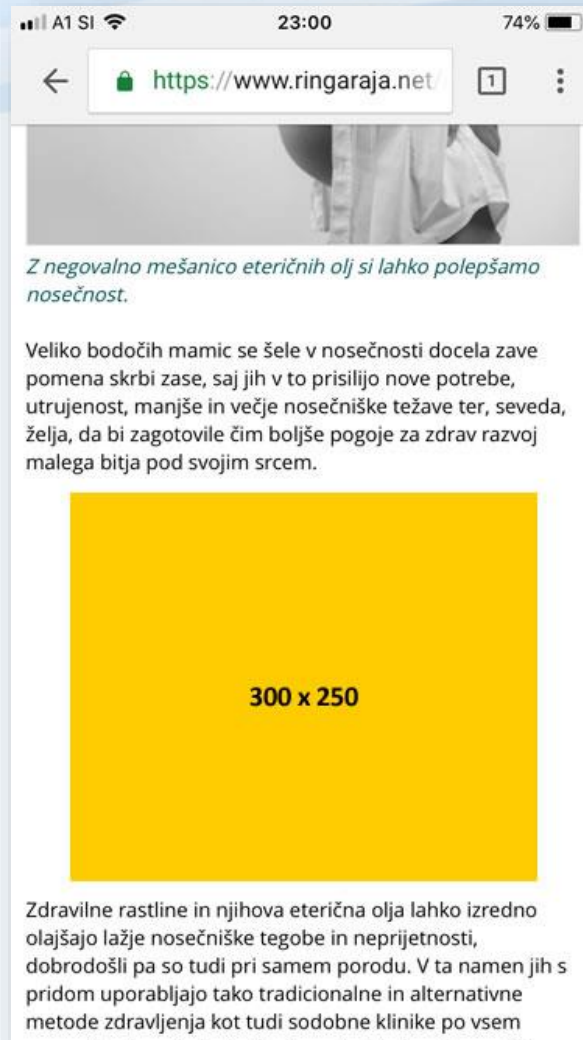 A1 SI 23:00 74%
https://www.ringaraja.net/ 1
Z negovalno mešanico eteričnih olj si lahko polepšamo
nosečnost.
Veliko bodočih mamic se šele v nosečnosti docela zave
pomena skrbi zase, saj jih v to prisilijo nove potrebe,
utrujenost, manjše in večje nosečniške težave ter, seveda,
želja, da bi zagotovile čim boljše pogoje za zdrav razvoj
malega bitja pod svojim srcem.
300 x 250
Zdravilne rastline in njihova eterična olja lahko izredno
olajšajo lažje nosečniške tegobe in neprijetnosti,
dobrodošli pa so tudi pri samem porodu. V ta namen jih s
pridom uporabljajo tako tradicionalne in alternativne
metode zdravljenja kot tudi sodobne klinike po vsem